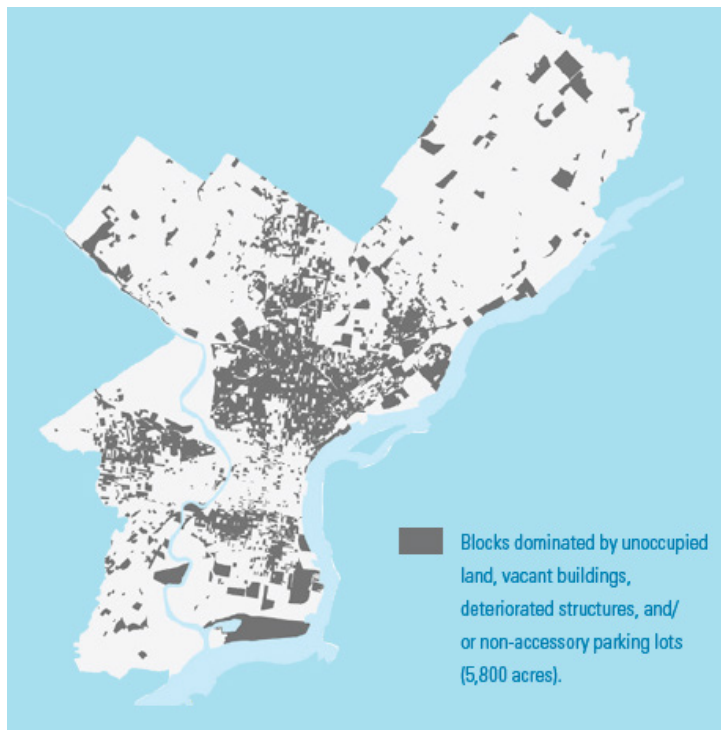 Blocks dominated by unoccupied
land, vacant buildings,
deteriorated structures, and/
or non-accessory parking lots
(5,800 acres).